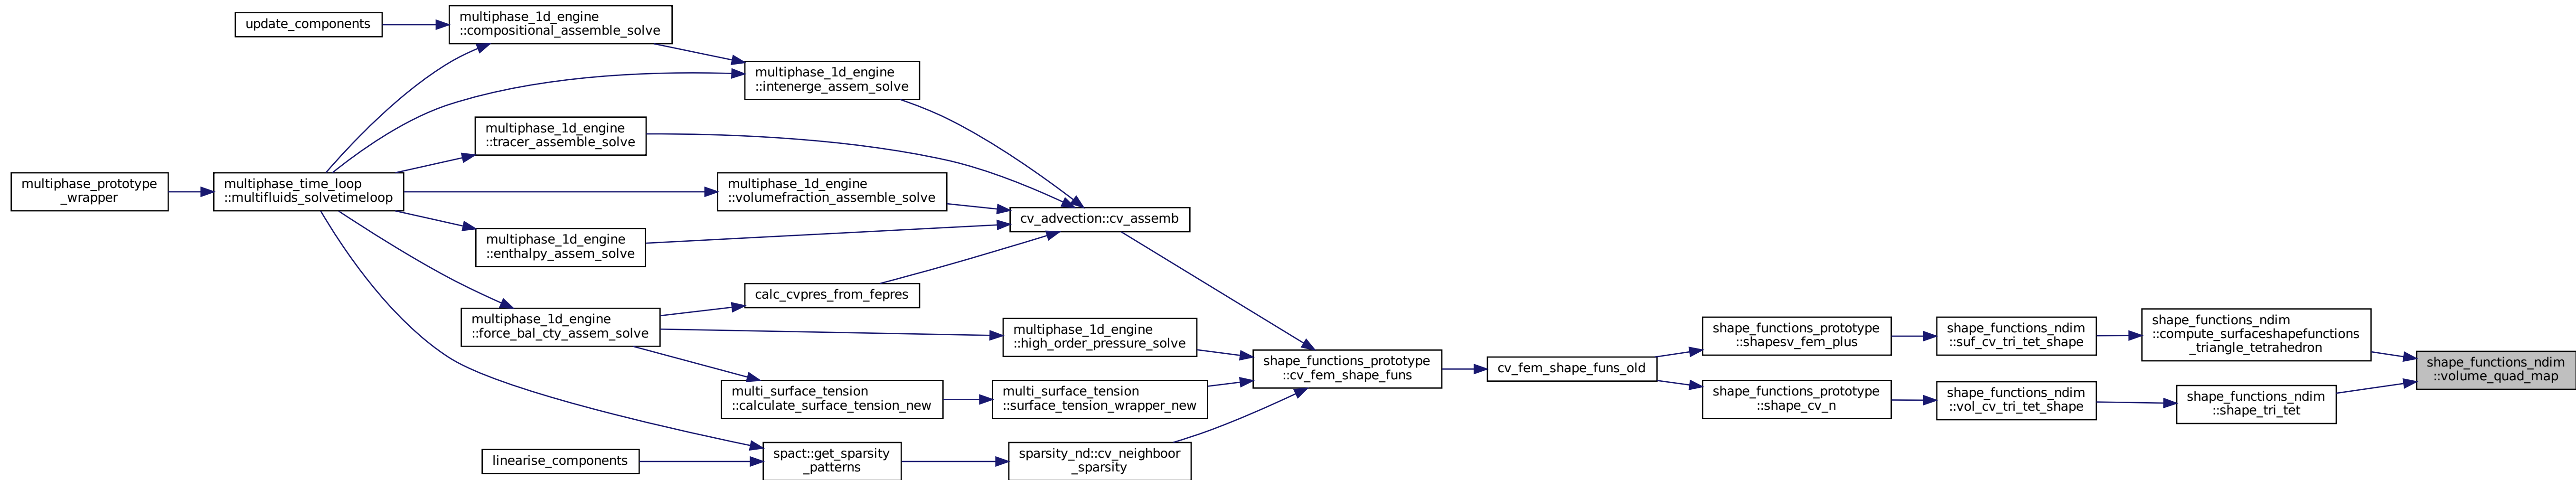 update_components
multiphase_1d_engine
::compositional_assemble_solve
multiphase_1d_engine
::intenerge_assem_solve
multiphase_1d_engine
::tracer_assemble_solve
multiphase_prototype
_wrapper
multiphase_time_loop
::multifluids_solvetimeloop
multiphase_1d_engine
::volumefraction_assemble_solve
cv_advection::cv_assemb
multiphase_1d_engine
::enthalpy_assem_solve
calc_cvpres_from_fepres
multiphase_1d_engine
::force_bal_cty_assem_solve
multiphase_1d_engine
::high_order_pressure_solve
shape_functions_prototype
::cv_fem_shape_funs
cv_fem_shape_funs_old
shape_functions_prototype
::shapesv_fem_plus
shape_functions_ndim
::suf_cv_tri_tet_shape
shape_functions_ndim
::compute_surfaceshapefunctions
_triangle_tetrahedron
shape_functions_ndim
::volume_quad_map
multi_surface_tension
::calculate_surface_tension_new
multi_surface_tension
::surface_tension_wrapper_new
shape_functions_prototype
::shape_cv_n
shape_functions_ndim
::vol_cv_tri_tet_shape
shape_functions_ndim
::shape_tri_tet
linearise_components
spact::get_sparsity
_patterns
sparsity_nd::cv_neighboor
_sparsity